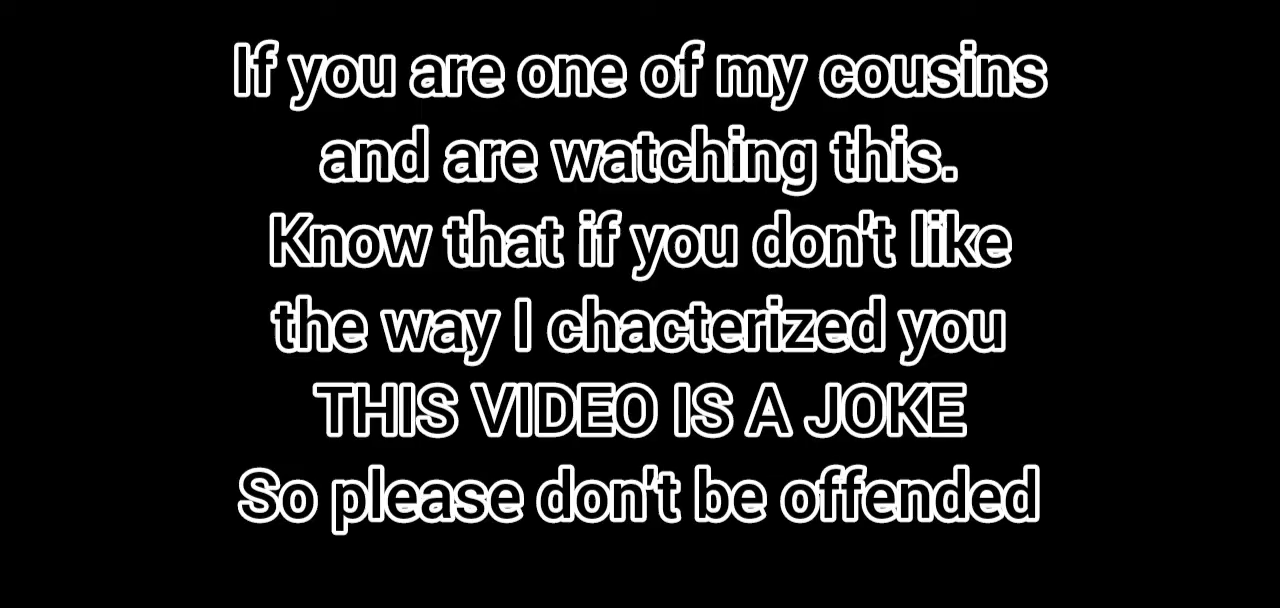 If you are one of my cousins
and are watching this.
Know that if you don't like
the way I chacterized you
THIS VIDEO IS A JOKE
So please don't be offended